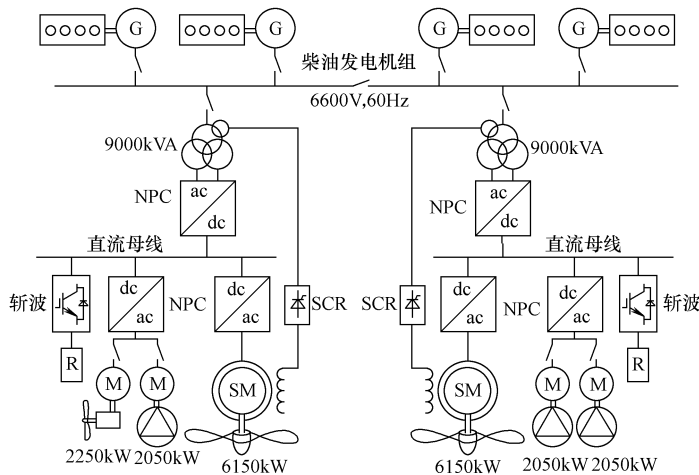 G
G
G
G
柴油发电机组
6600V,60Hz
9000kVA
9000kVA
NPC
ac
dc
NPC
ac
dc
直流母线
直流母线
斩波
dc
ac
NPC
dc
ac
SCR
SCR
dc
ac
NPC
dc
ac
斩波
R
M
M
SM
SM
M
M
R
2250kW
2050kW
6150kW
6150kW
2050kW
2050kW